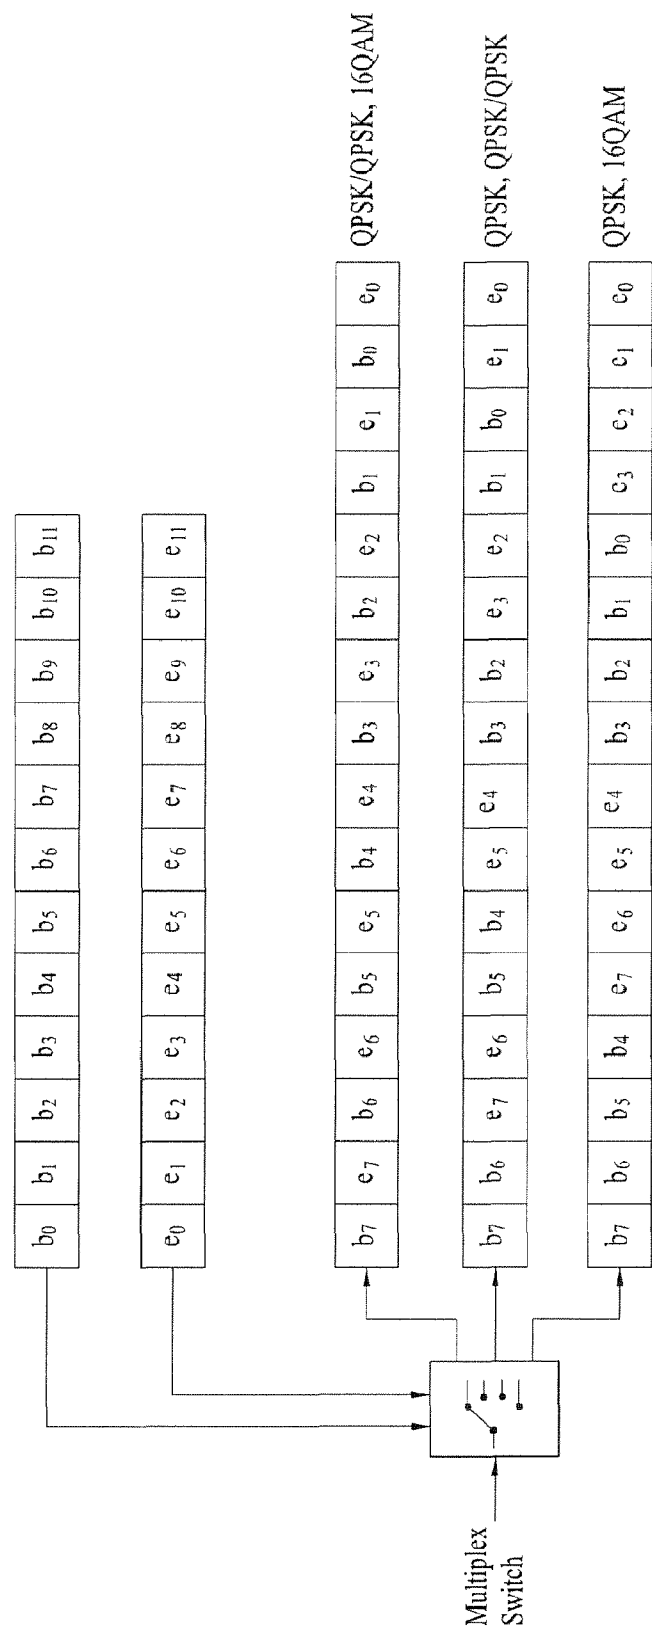 b0 b1 b2 b3 b4 b5 b6 b7 b8 b9 b10 b11
e0 e1 e2 e3 e4 e5 e6 e7 e8 e9 e10 e11
b7 e7 b6 e6 b5 e5 b4 e4 b3 e3 b2 e2 b1 e1 b0 e0 QPSK/QPSK, 16QAM
Multiplex
Switch
b7 b6 e7 e6 b5 b4 e5 e4 b3 b2 e3 e2 b1 b0 e1 e0 QPSK, QPSK/QPSK
b7 b6 b5 b4 e7 e6 e5 e4 b3 b2 b1 b0 e3 e2 e1 e0 QPSK, 16QAM